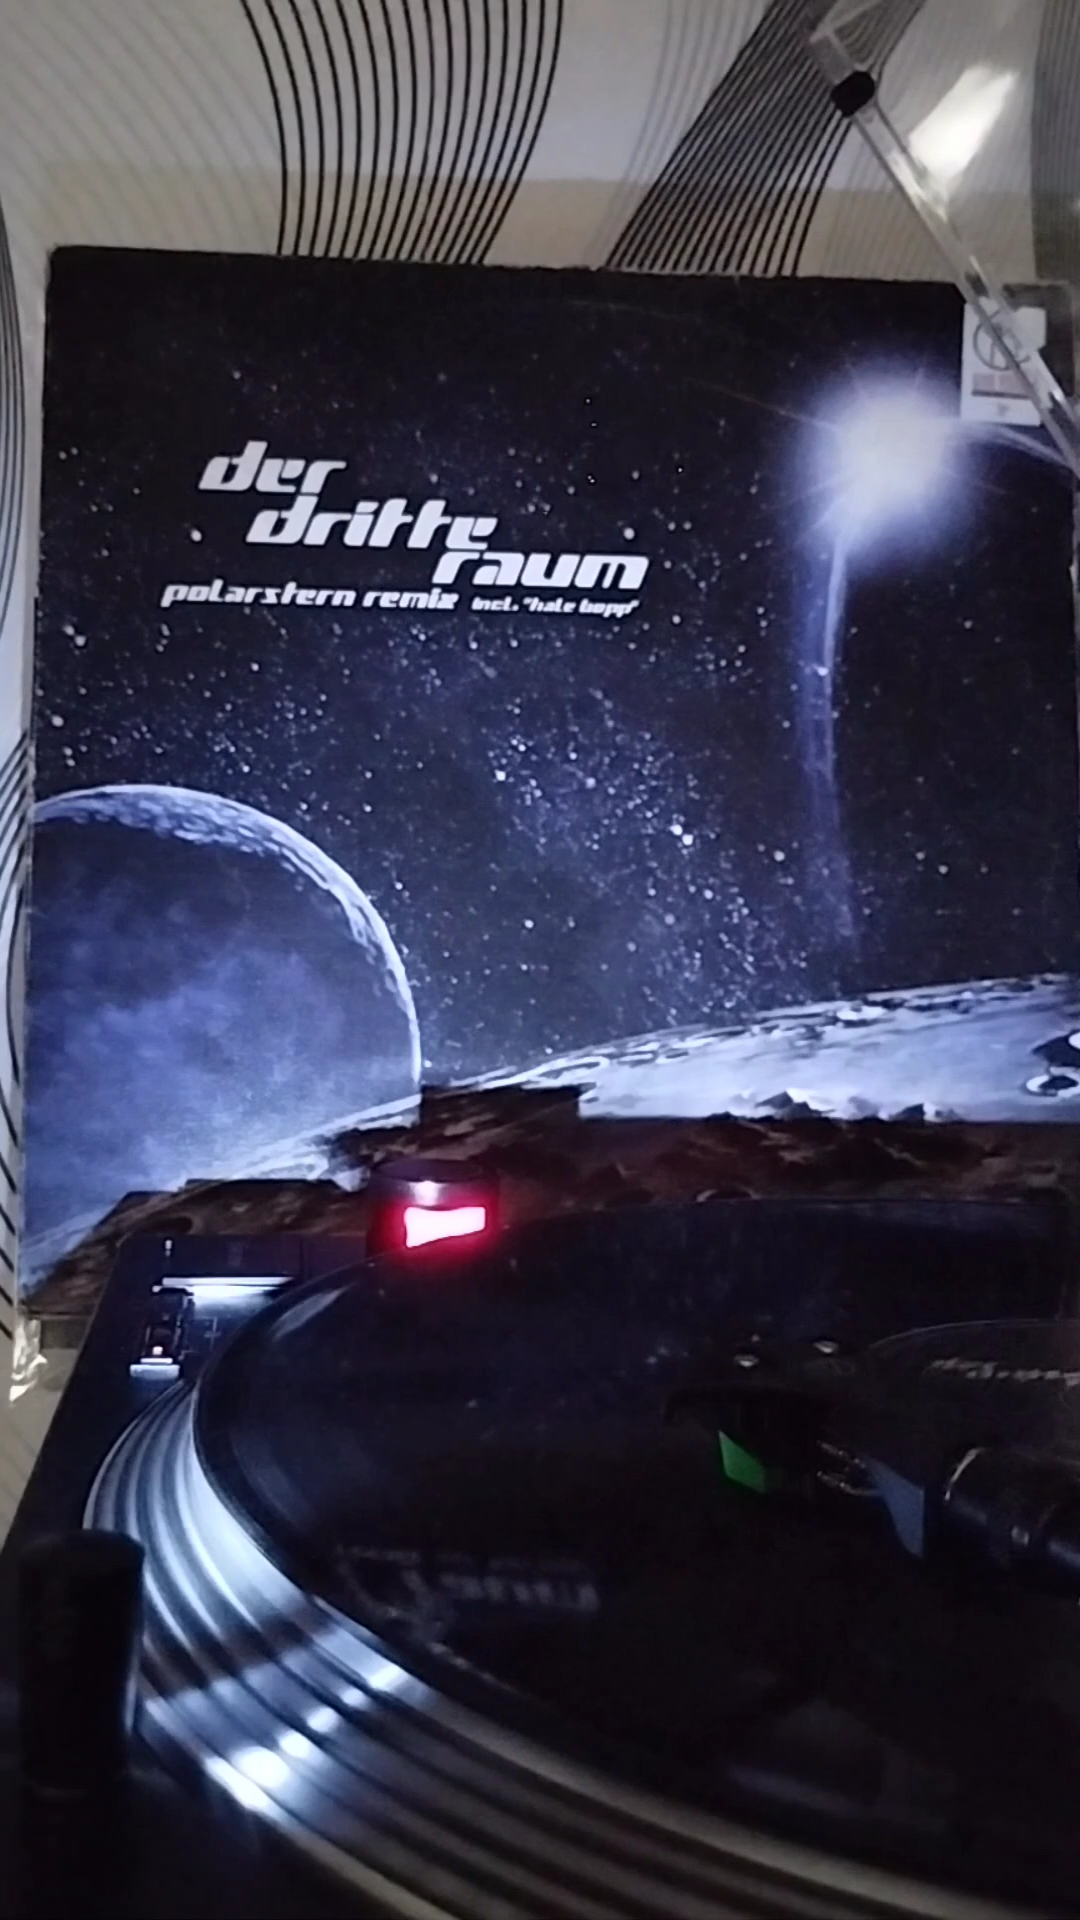 der
dritte
raum
polarstern remix incl. "hale bopp"